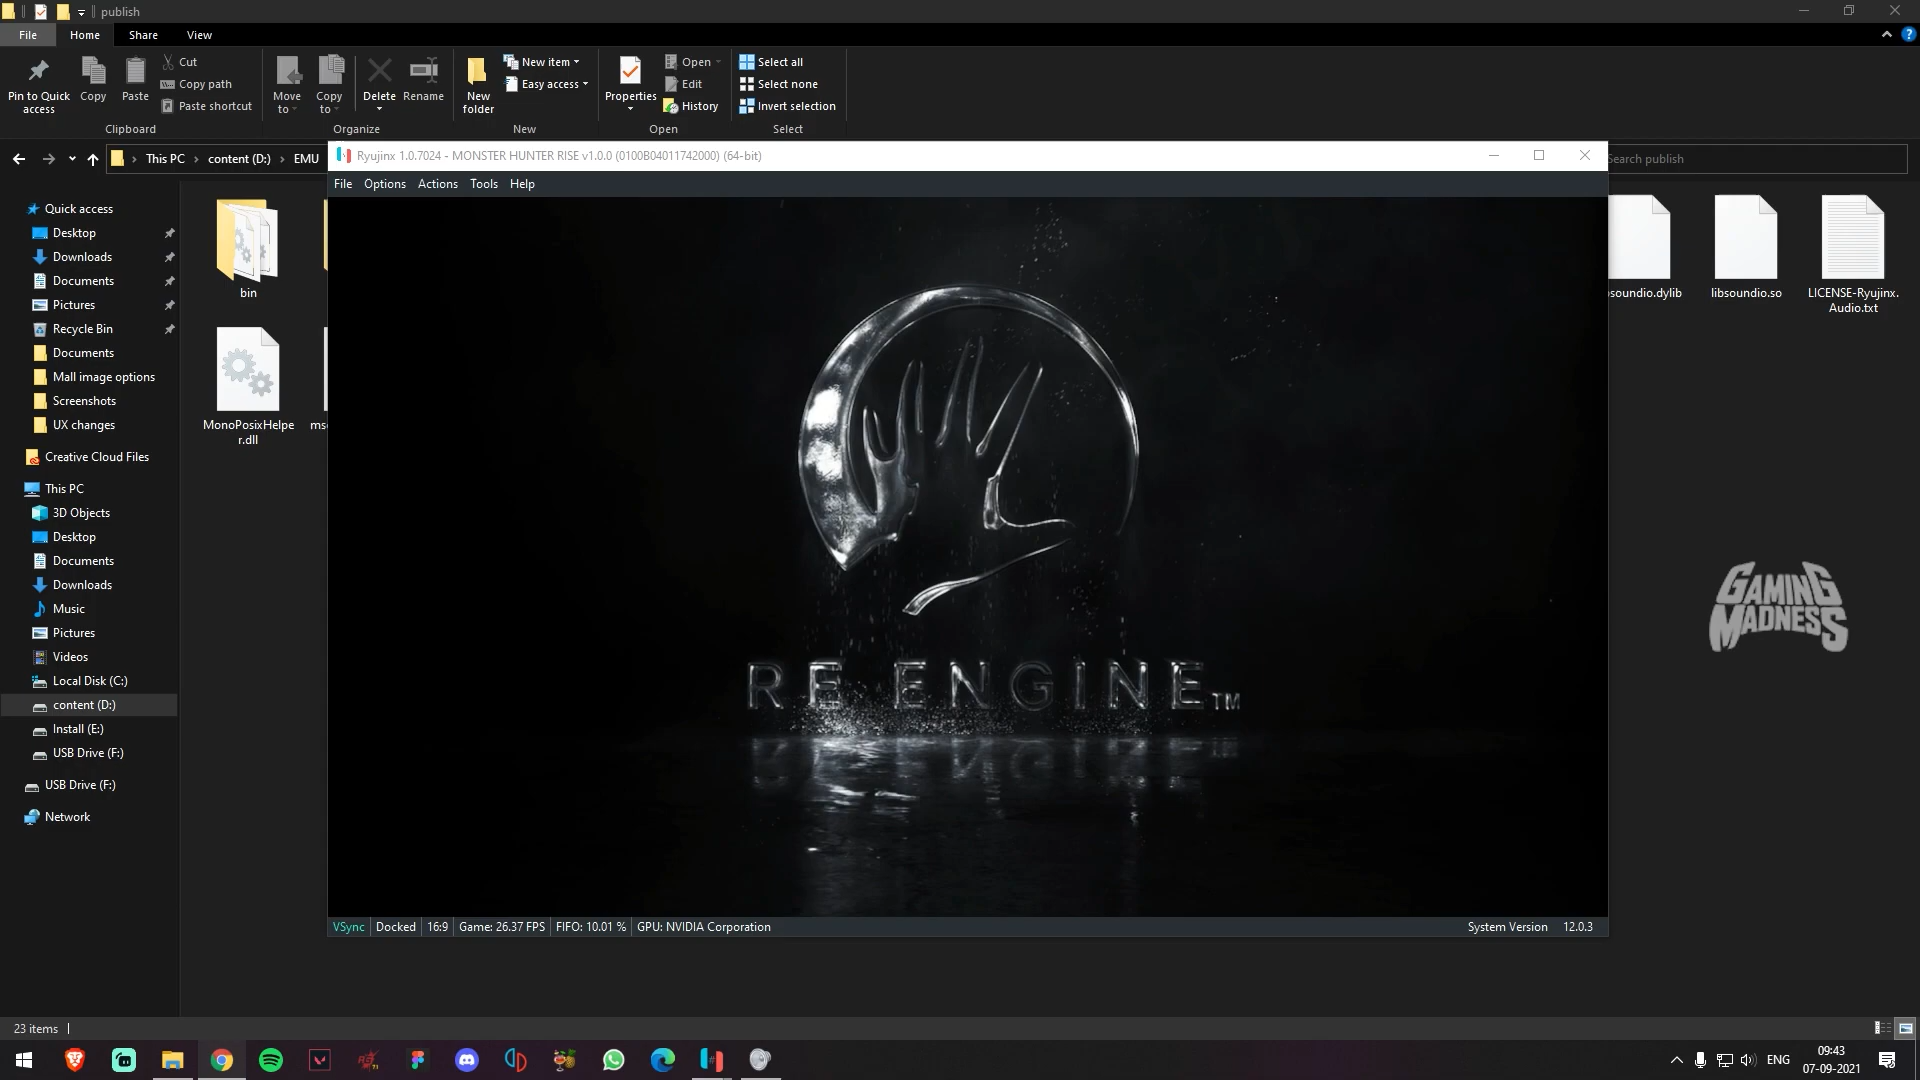 publish
File
Home
Share
View
Pin to Quick access
Copy
Paste
Cut
Copy path
Paste shortcut
Clipboard
Move to
Copy to
Delete
Rename
Organize
New folder
New item
Easy access
New
Properties
Open
Edit
History
Open
Select all
Select none
Invert selection
Select
This PC
content (D:)
EMU
Search publish
Ryujinx 1.0.7024 - MONSTER HUNTER RISE v1.0.0 (0100B04011742000) (64-bit)
File Options Actions Tools Help
Quick access
Desktop
Downloads
Documents
Pictures
Recycle Bin
Documents
Mall image options
Screenshots
UX changes
Creative Cloud Files
This PC
3D Objects
Desktop
Documents
Downloads
Music
Pictures
Videos
Local Disk (C:)
content (D:)
Install (E:)
USB Drive (F:)
USB Drive (F:)
Network
bin
MonoPosixHelpe
r.dll
RE ENGINE™
soundio.dylib
libsoundio.so
LICENSE-Ryujinx.
Audio.txt
GAMING
MADNESS
VSync Docked 16:9 Game: 26.37 FPS FIFO: 10.01 % GPU: NVIDIA Corporation
System Version 12.0.3
23 items
ENG
09:43
07-09-2021